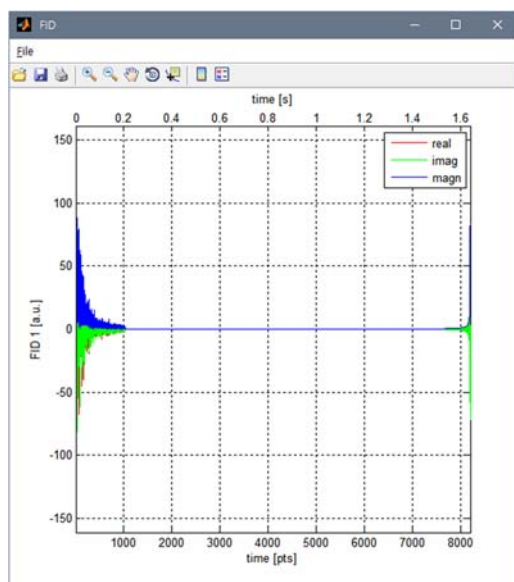 FID
File
time [s]
0 0.2 0.4 0.6 0.8 1 1.2 1.4 1.6
150
100
50
0
-50
-100
-150
FID 1 [a.u.]
real
imag
magn
1000 2000 3000 4000 5000 6000 7000 8000
time [pts]